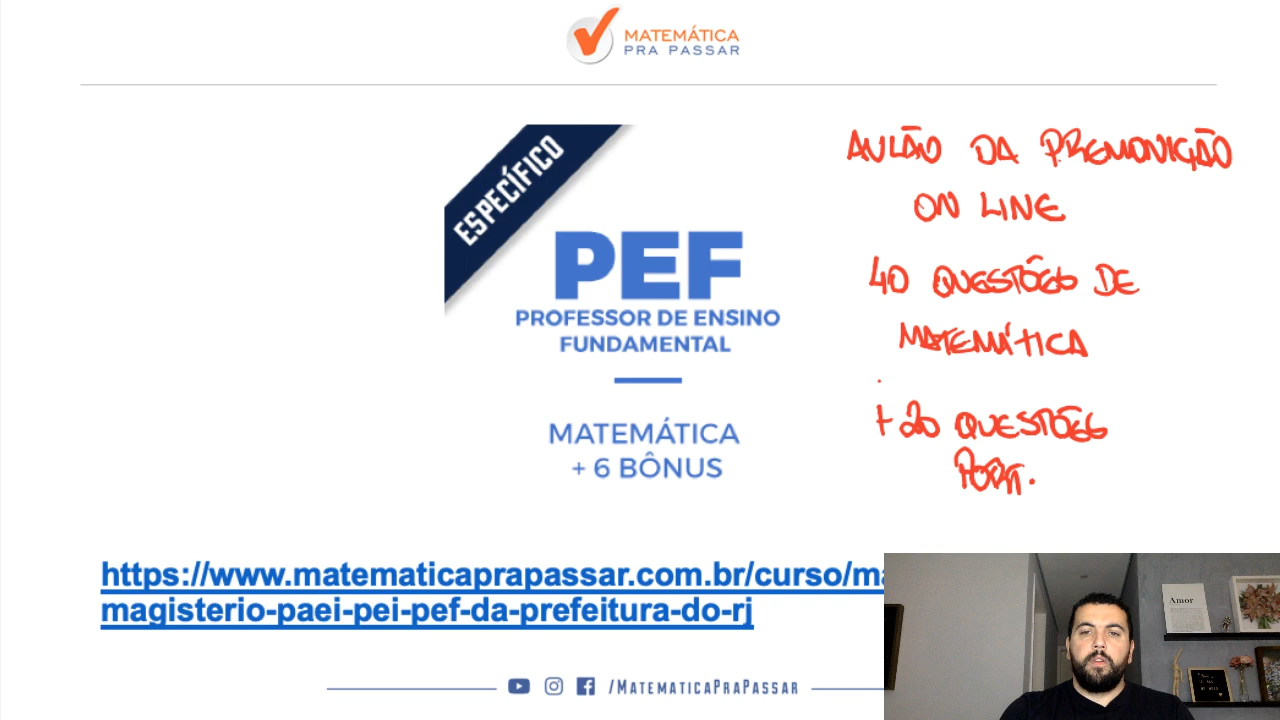 MATEMÁTICA
PRA PASSAR
ESPECÍFICO
PEF
PROFESSOR DE ENSINO
FUNDAMENTAL
MATEMÁTICA
+ 6 BÔNUS
AULÃO DA PREMONIÇÃO
ON LINE
40 QUESTÕES DE
MATEMÁTICA
+ 20 QUESTÕES
PORT.
https://www.matematicaprapassar.com.br/curso/ma
magisterio-paei-pei-pef-da-prefeitura-do-rj
/MATEMATICAPRAPASSAR
Amor